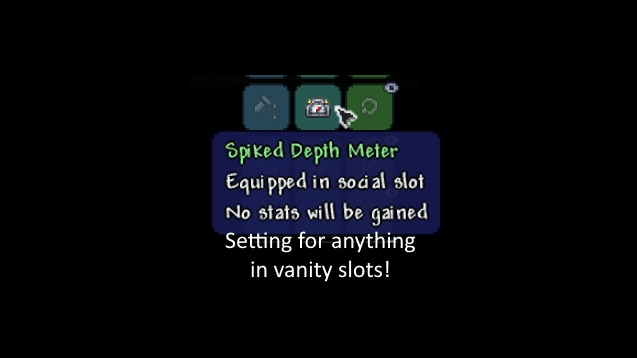 Spiked Depth Meter
Equipped in social slot
No stats will be gained
Setting for anything
in vanity slots!